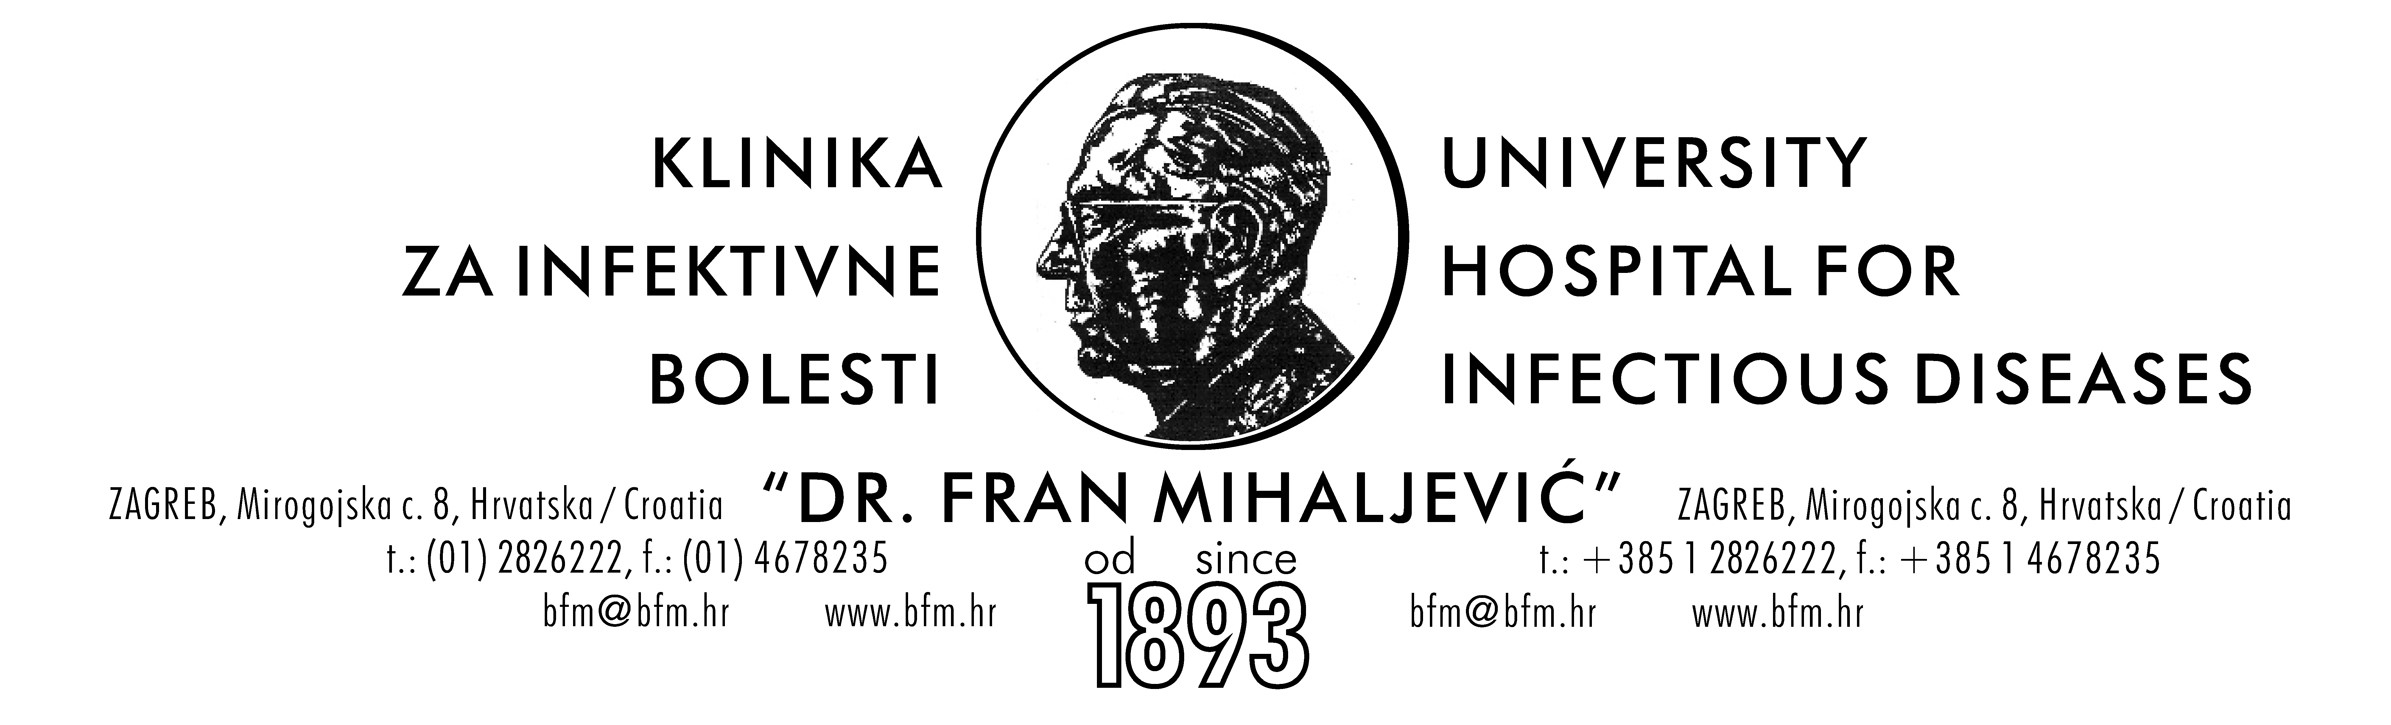 KLINIKA
ZA INFEKTIVNE
BOLESTI
UNIVERSITY
HOSPITAL FOR
INFECTIOUS DISEASES
“DR. FRAN MIHALJEVIĆ”
ZAGREB, Mirogojska c. 8, Hrvatska / Croatia
t.: (01) 2826222, f.: (01) 4678235
bfm@bfm.hr www.bfm.hr
od since
1893
ZAGREB, Mirogojska c. 8, Hrvatska / Croatia
t.: +385 1 2826222, f.: +385 1 4678235
bfm@bfm.hr www.bfm.hr